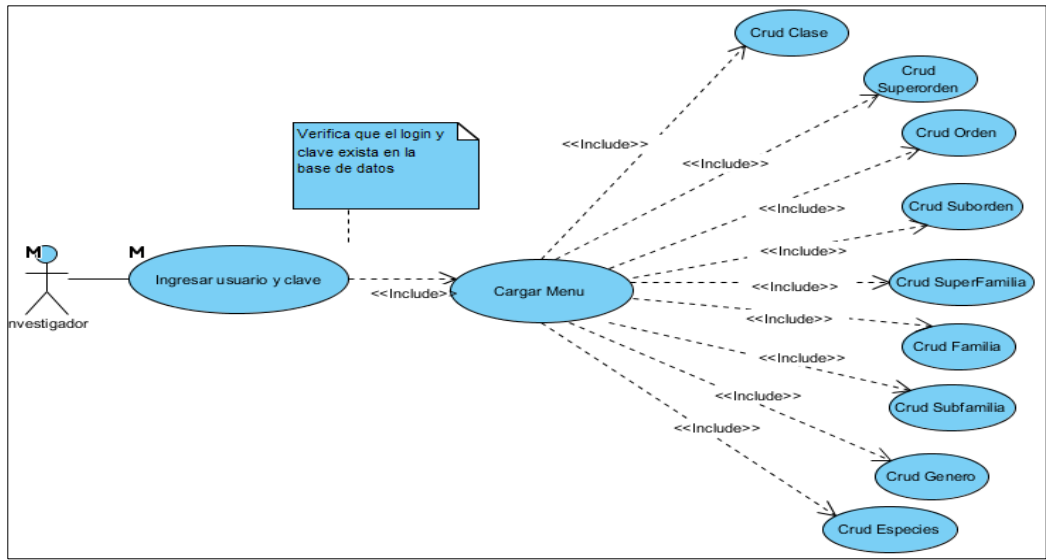 Crud Clase
Crud
Superorden
Verifica que el login y
clave exista en la
base de datos
Crud Orden
<<Include>>
<<Include>>
<<Include>>
Crud Suborden
M
M
<<Include>>
Ingresar usuario y clave
<<Include>>
Cargar Menu
<<Include>>
Crud SuperFamilia
nvestigador
<<Include>>
Crud Familia
<<Include>>
Crud Subfamilia
<<Include>>
<<Include>>
Crud Genero
Crud Especies